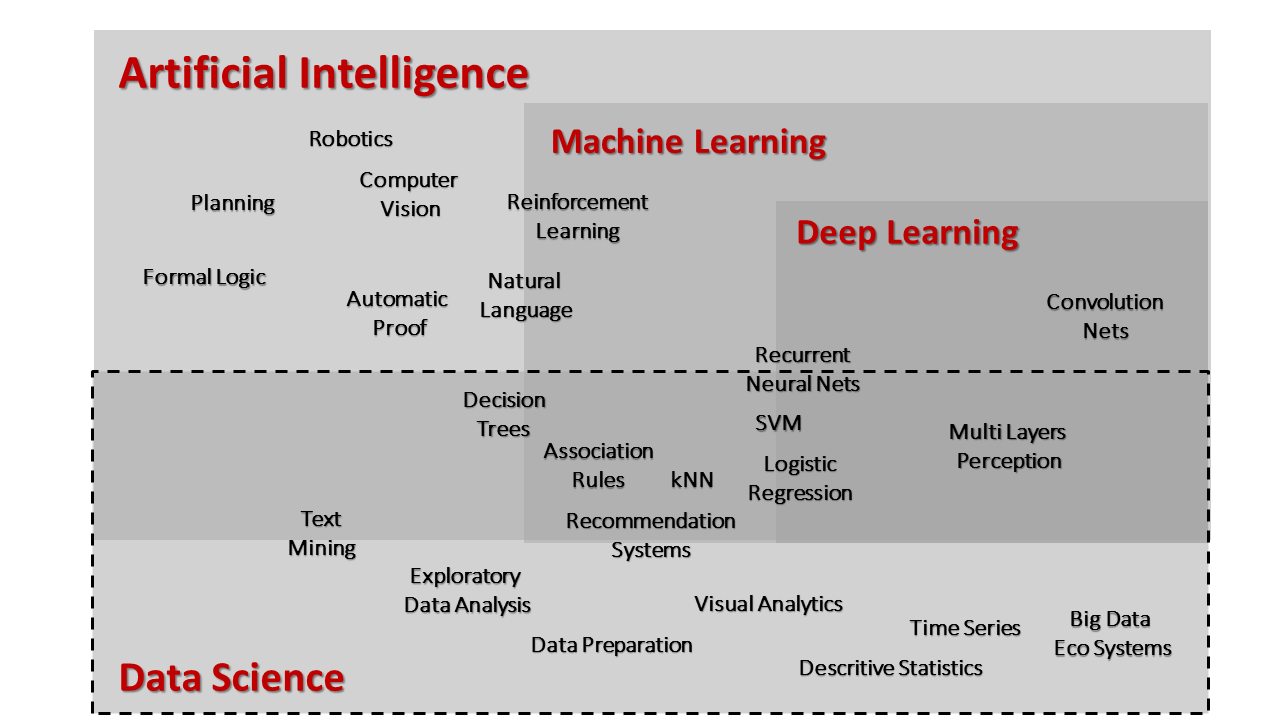 Artificial Intelligence
Robotics
Machine Learning
Computer
Vision
Planning
Reinforcement
Learning
Deep Learning
Formal Logic
Natural
Language
Automatic
Proof
Convolution
Nets
Recurrent
Neural Nets
Decision
Trees
SVM
Multi Layers
Perception
Association
Rules
kNN
Logistic
Regression
Text
Mining
Recommendation
Systems
Exploratory
Data Analysis
Visual Analytics
Time Series
Big Data
Eco Systems
Data Preparation
Descritive Statistics
Data Science